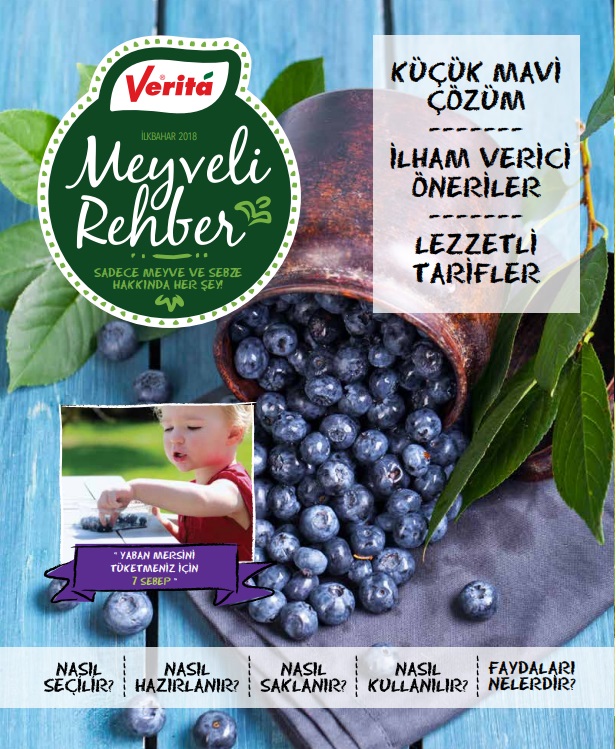 Veritá
İLKBAHAR 2018
Meyveli
Rehber
SADECE MEYVE VE SEBZE
HAKKINDA HER ŞEY!
KÜÇÜK MAVİ
ÇÖZÜM
İLHAM VERİCİ
ÖNERİLER
LEZZETLİ
TARİFLER
" YABAN MERSİNİ
TÜKETMENİZ İÇİN
7 SEBEP "
NASIL
SEÇİLİR?
NASIL
HAZIRLANIR?
NASIL
SAKLANIR?
NASIL
KULLANILIR?
FAYDALARI
NELERDİR?